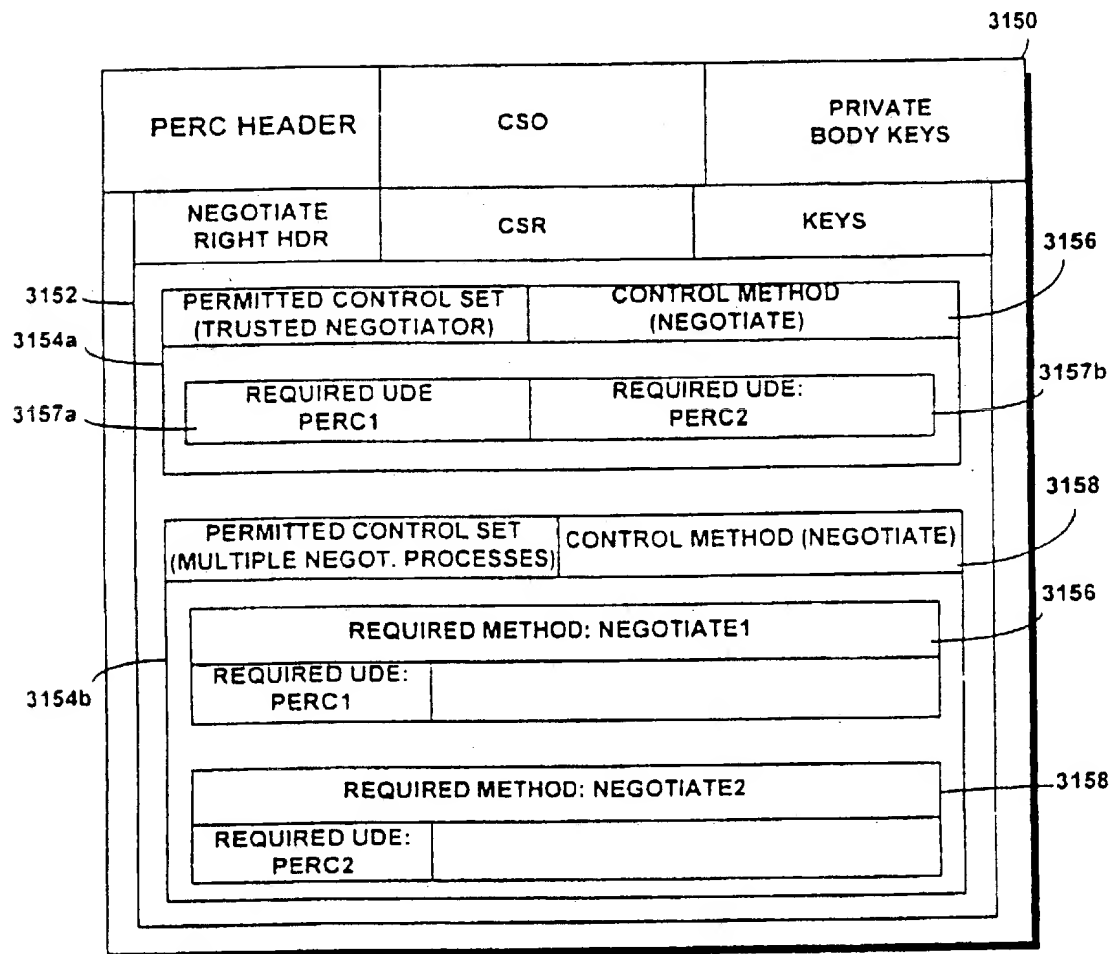 3150
PERC HEADER
CSO
PRIVATE
BODY KEYS
NEGOTIATE
RIGHT HDR
CSR
KEYS
3156
3152
PERMITTED CONTROL SET
(TRUSTED NEGOTIATOR)
CONTROL METHOD
(NEGOTIATE)
3154a
3157b
REQUIRED UDE
PERC1
REQUIRED UDE:
PERC2
3157a
3158
PERMITTED CONTROL SET
(MULTIPLE NEGOT. PROCESSES)
CONTROL METHOD (NEGOTIATE)
3156
REQUIRED METHOD: NEGOTIATE1
REQUIRED UDE:
PERC1
3154b
REQUIRED METHOD: NEGOTIATE2
3158
REQUIRED UDE:
PERC2